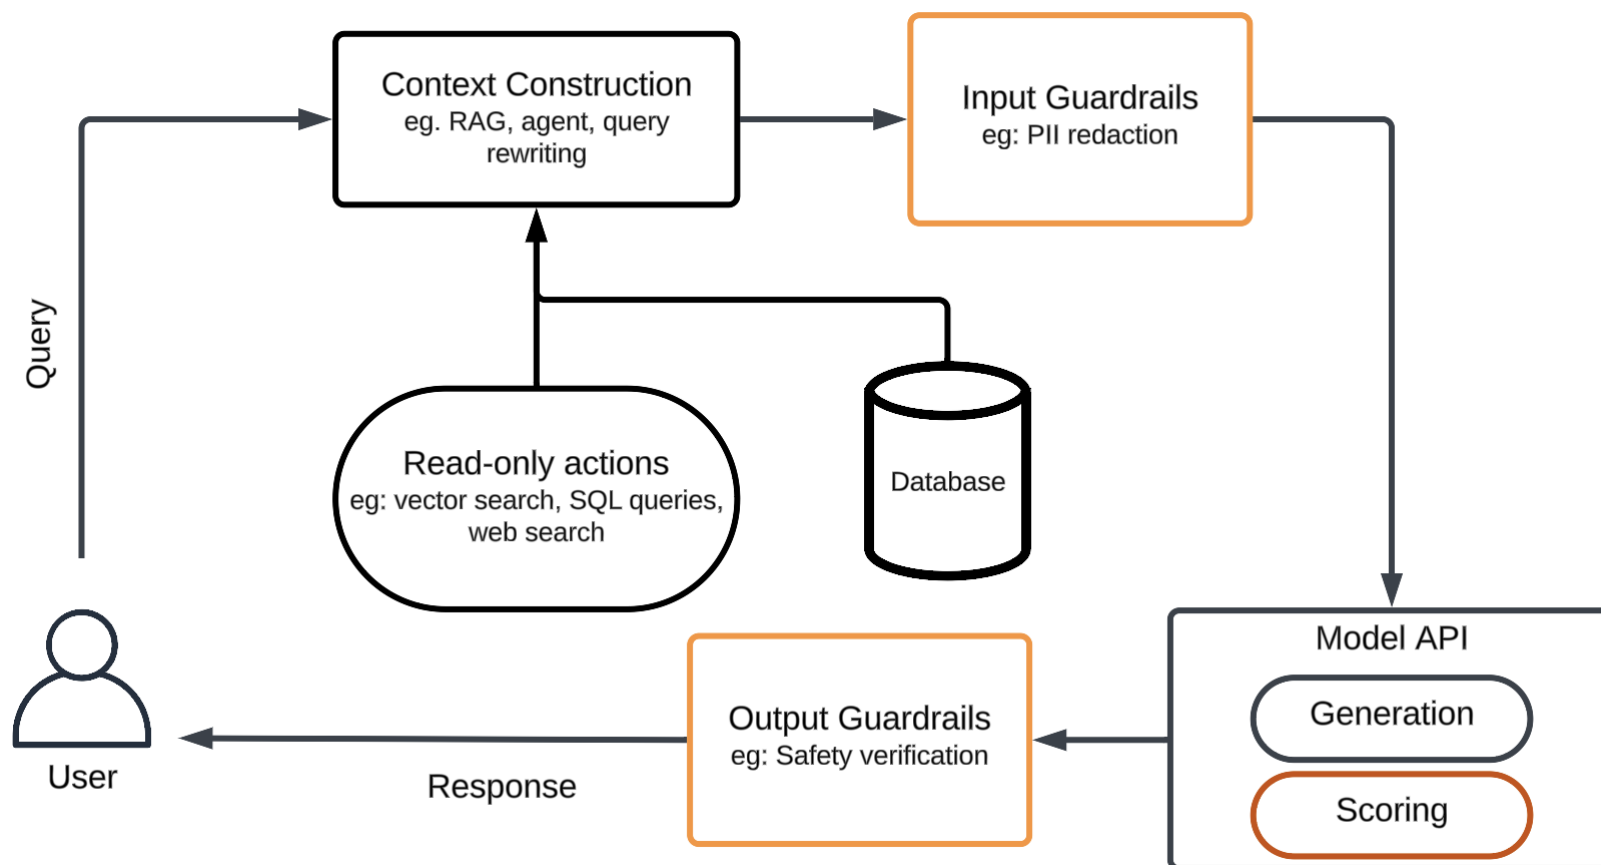 Context Construction
eg. RAG, agent, query
rewriting
Input Guardrails
eg: PII redaction
Query
Read-only actions
eg: vector search, SQL queries,
web search
Database
Model API
Generation
Scoring
Output Guardrails
eg: Safety verification
Response
User